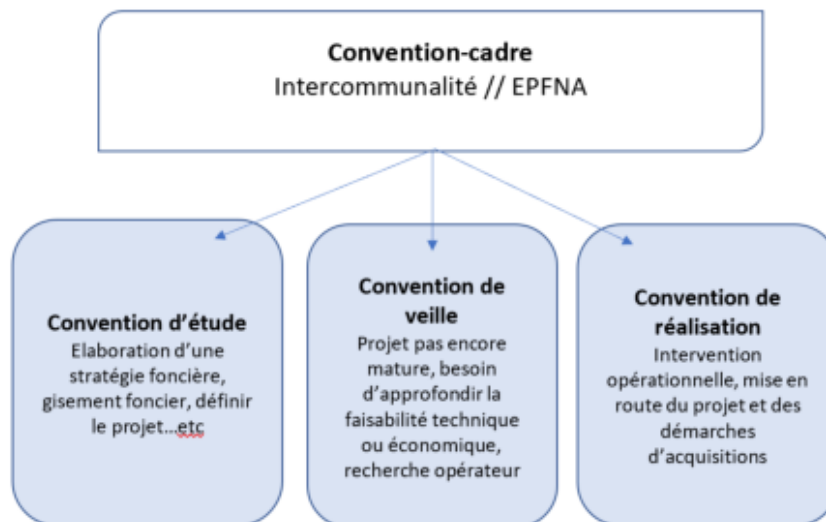 Convention-cadre
Intercommunalité // EPFNA
Convention d'étude
Elaboration d'une
stratégie foncière,
gisement foncier, définir
le projet...etc
Convention de
veille
Projet pas encore
mature, besoin
d'approfondir la
faisabilité technique
ou économique,
recherche opérateur
Convention de
réalisation
Intervention
opérationnelle, mise en
route du projet et des
démarches
d'acquisitions